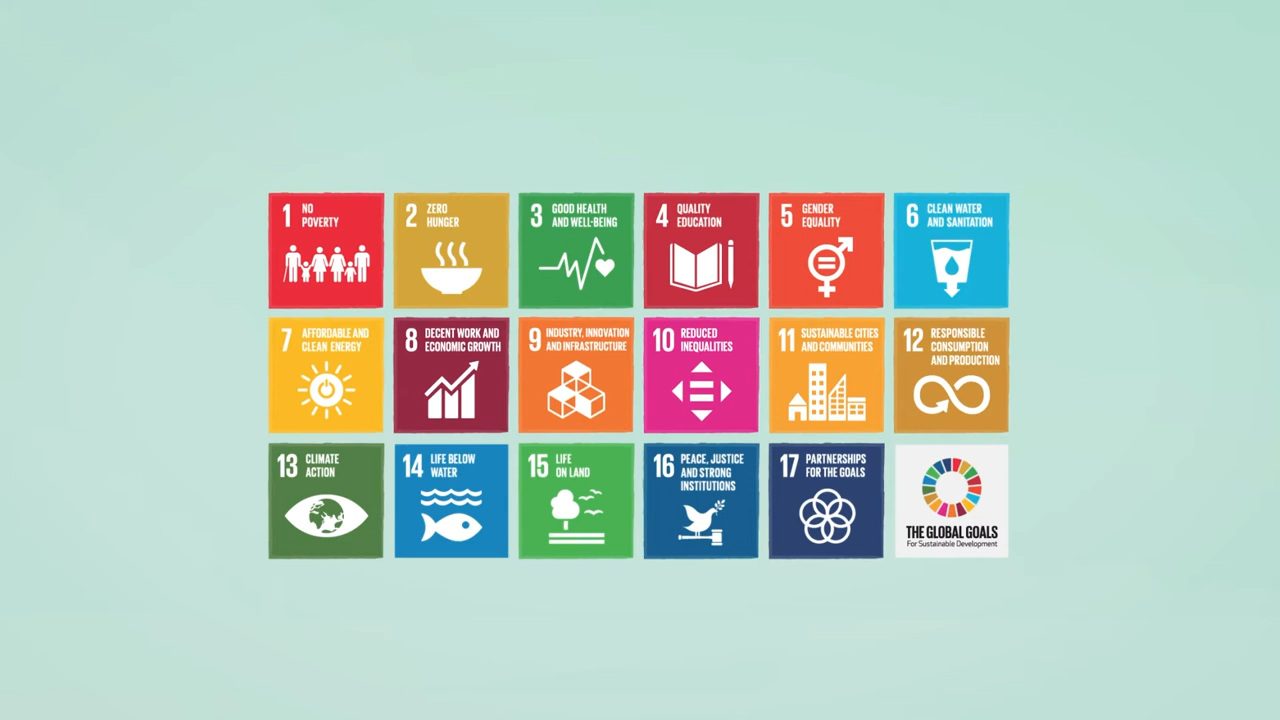 1 NO
POVERTY
2 ZERO
HUNGER
3 GOOD HEALTH
AND WELL-BEING
4 QUALITY
EDUCATION
5 GENDER
EQUALITY
6 CLEAN WATER
AND SANITATION
7 AFFORDABLE AND
CLEAN ENERGY
8 DECENT WORK AND
ECONOMIC GROWTH
9 INDUSTRY, INNOVATION
AND INFRASTRUCTURE
10 REDUCED
INEQUALITIES
11 SUSTAINABLE CITIES
AND COMMUNITIES
12 RESPONSIBLE
CONSUMPTION
AND PRODUCTION
13 CLIMATE
ACTION
14 LIFE BELOW
WATER
15 LIFE
ON LAND
16 PEACE, JUSTICE
AND STRONG
INSTITUTIONS
17 PARTNERSHIPS
FOR THE GOALS
THE GLOBAL GOALS
For Sustainable Development